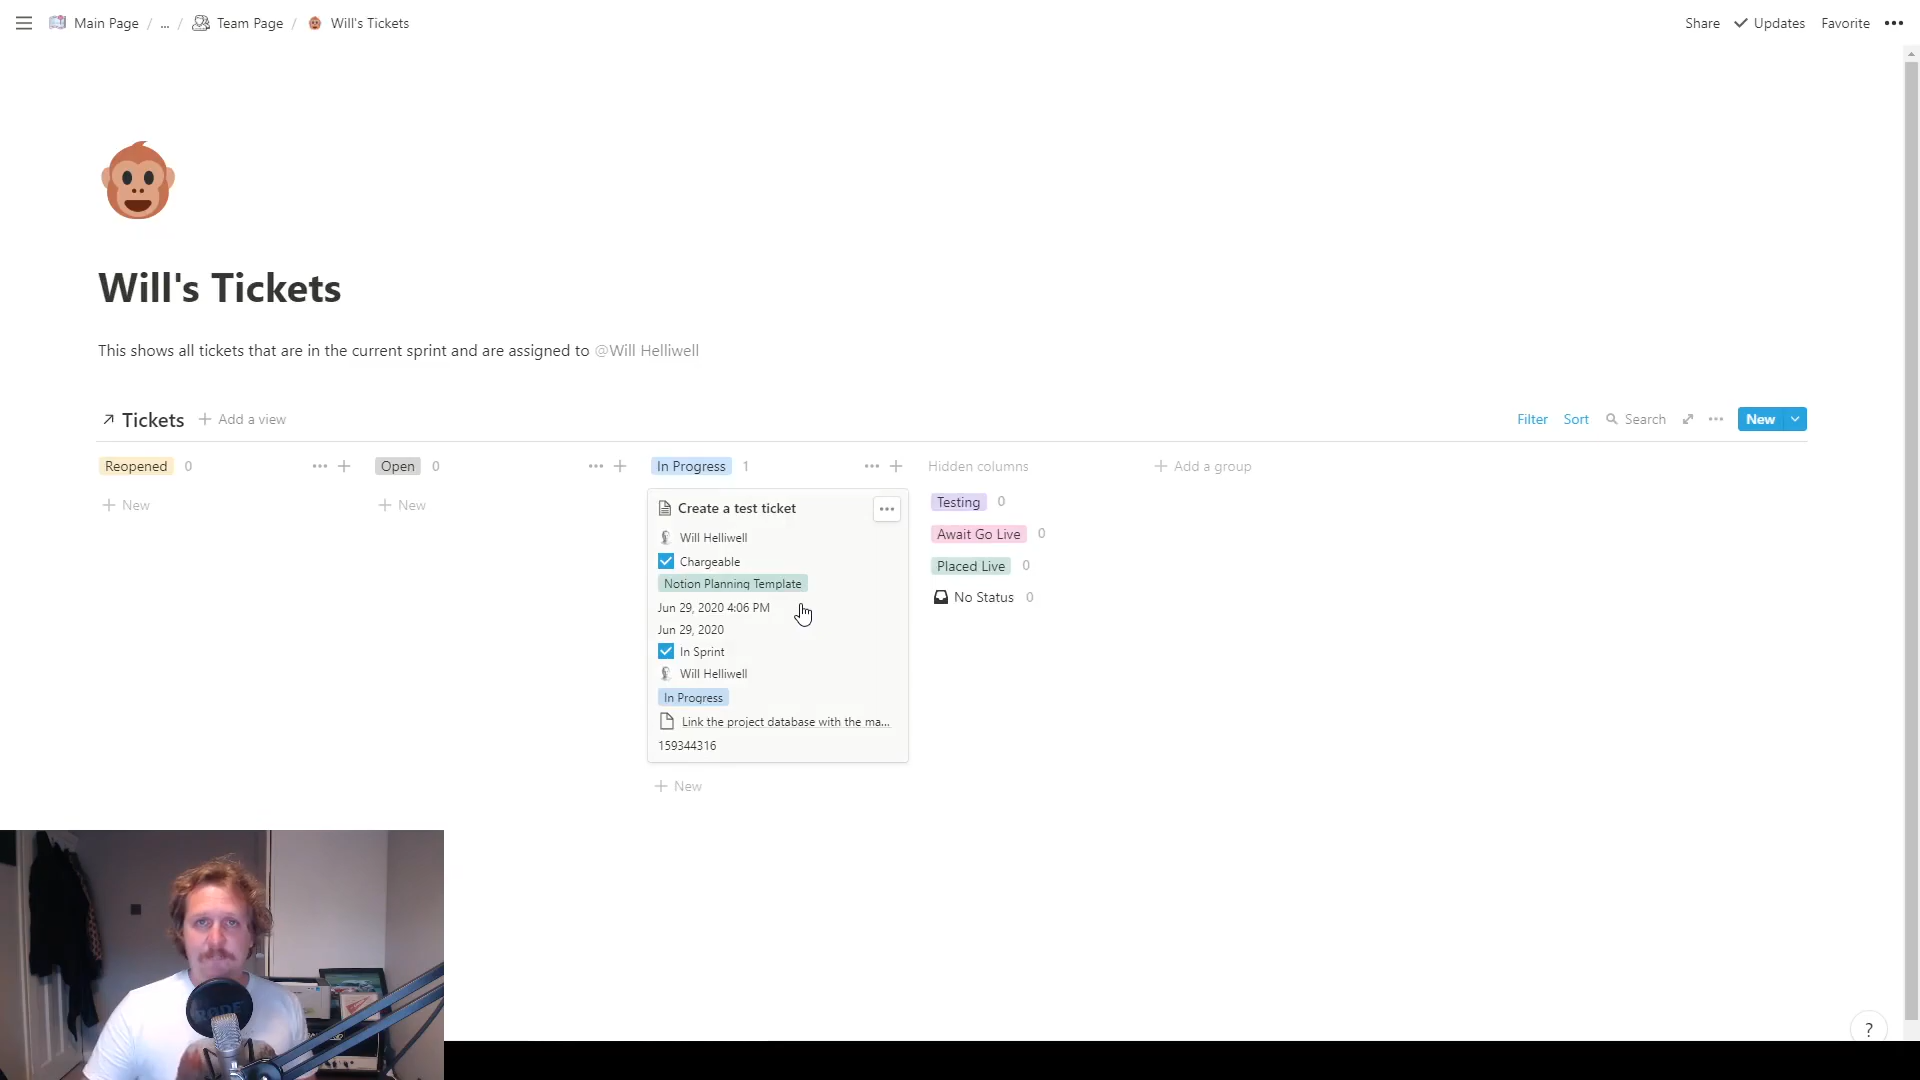 Main Page / ... / Team Page / Will's Tickets
Share Updates Favorite
Will's Tickets
This shows all tickets that are in the current sprint and are assigned to @Will Helliwell
Tickets
Add a view
Filter Sort Search New
Reopened 0
Open 0
In Progress 1
Hidden columns
Add a group
New
New
Create a test ticket
Will Helliwell
Chargeable
Notion Planning Template
Jun 29, 2020 4:06 PM
Jun 29, 2020
In Sprint
Will Helliwell
In Progress
Link the project database with the ma...
159344316
New
Testing 0
Await Go Live 0
Placed Live 0
No Status 0
RODE
?